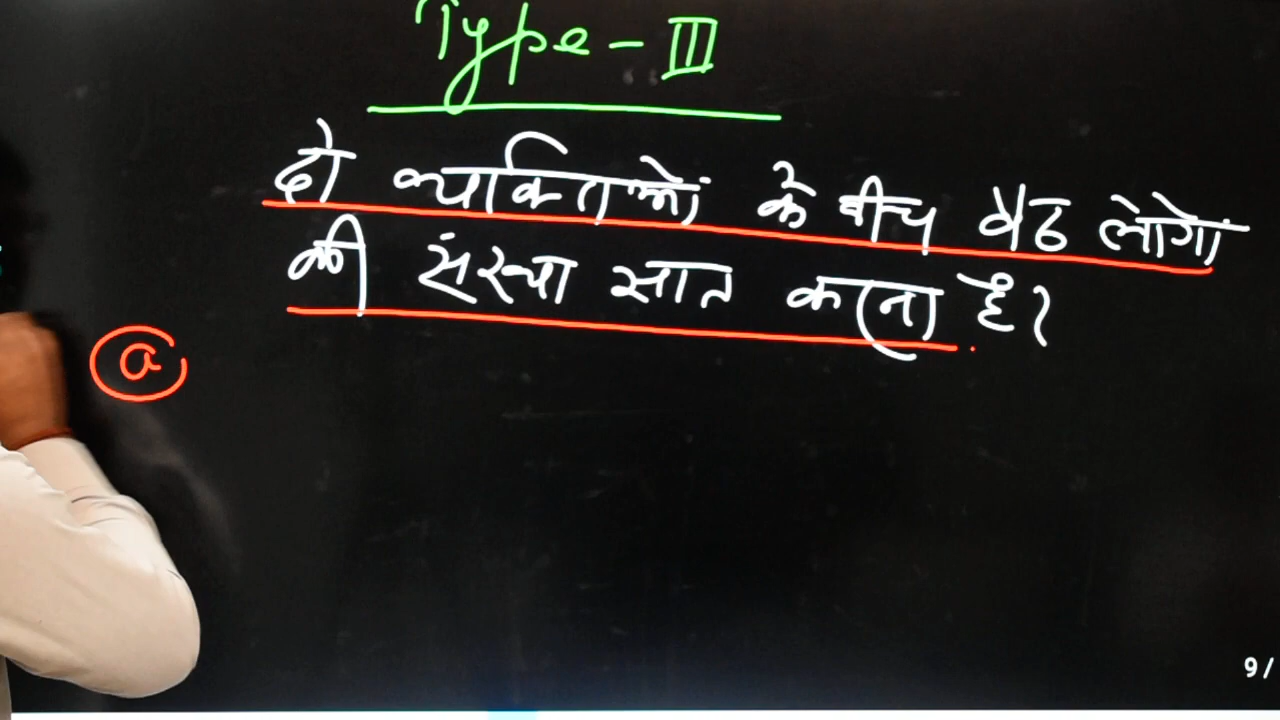 Type-III
दो व्यक्तियों के बीच बैठे लोगों
की संख्या ज्ञात करना है?
a
9/